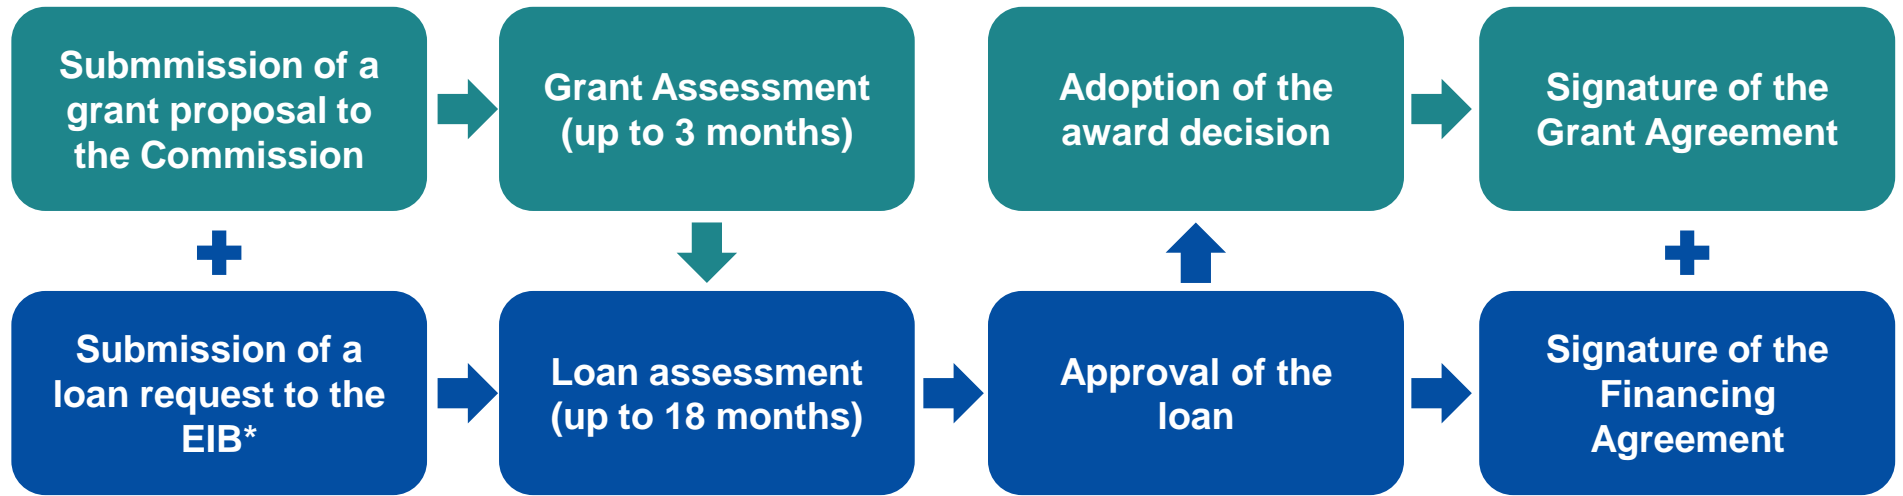 Submmission of a
grant proposal to
the Commission
Grant Assessment
(up to 3 months)
Adoption of the
award decision
Signature of the
Grant Agreement
Submission of a
loan request to the
EIB*
Loan assessment
(up to 18 months)
Approval of the
loan
Signature of the
Financing
Agreement